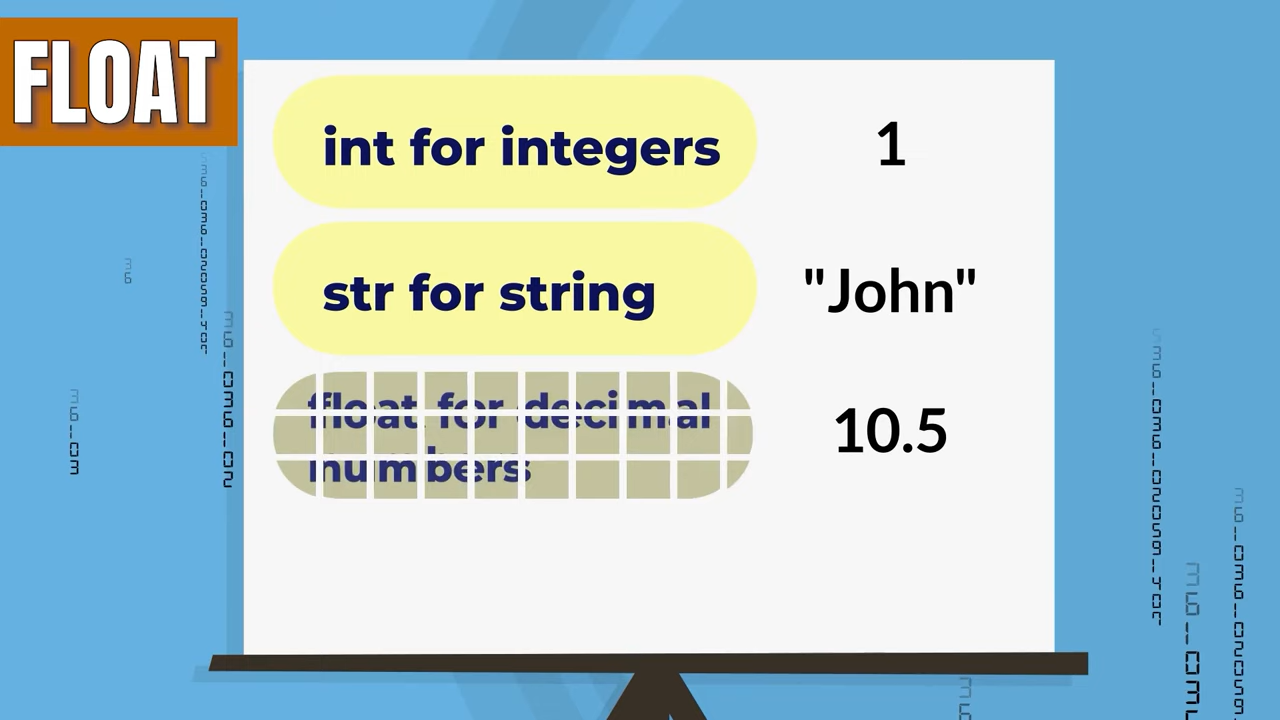 FLOAT
int for integers 1
str for string "John"
float for decimal
numbers
10.5